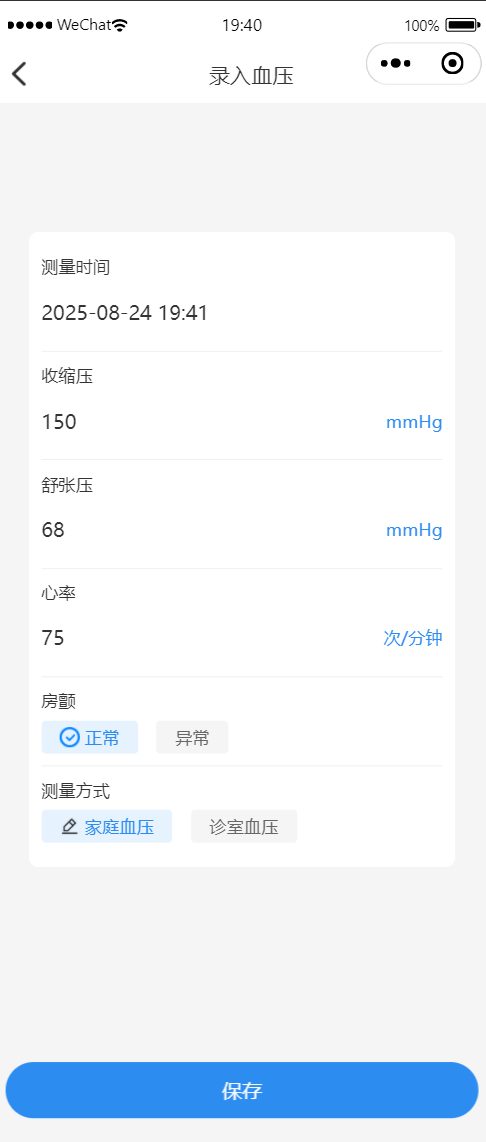 WeChat 19:40 100%
录入血压
测量时间
2025-08-24 19:41
收缩压
150 mmHg
舒张压
68 mmHg
心率
75 次/分钟
房颤
正常 异常
测量方式
家庭血压 诊室血压
保存